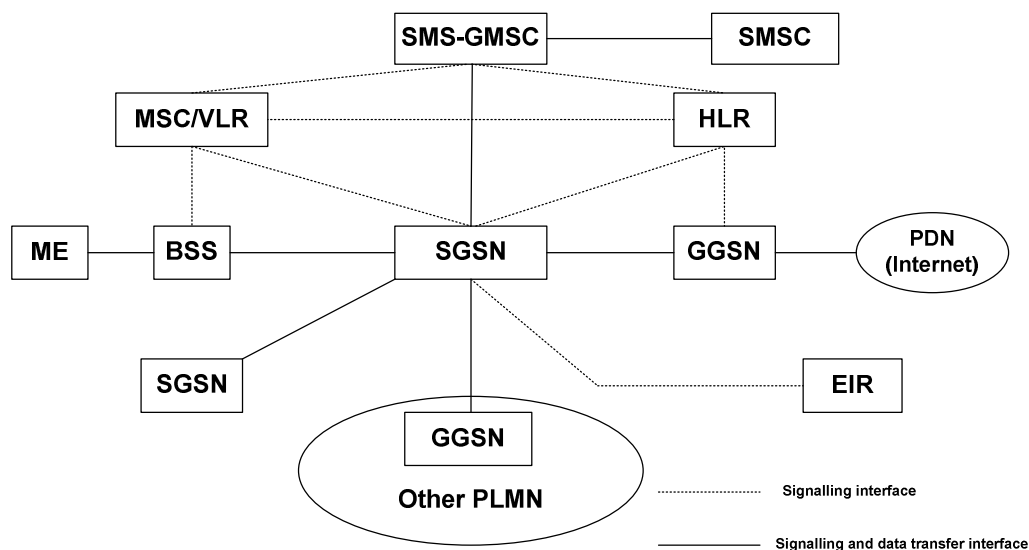 SMS-GMSC
SMSC
MSC/VLR
HLR
ME
BSS
SGSN
GGSN
PDN
(Internet)
SGSN
EIR
GGSN
Other PLMN
Signalling interface
Signalling and data transfer interface